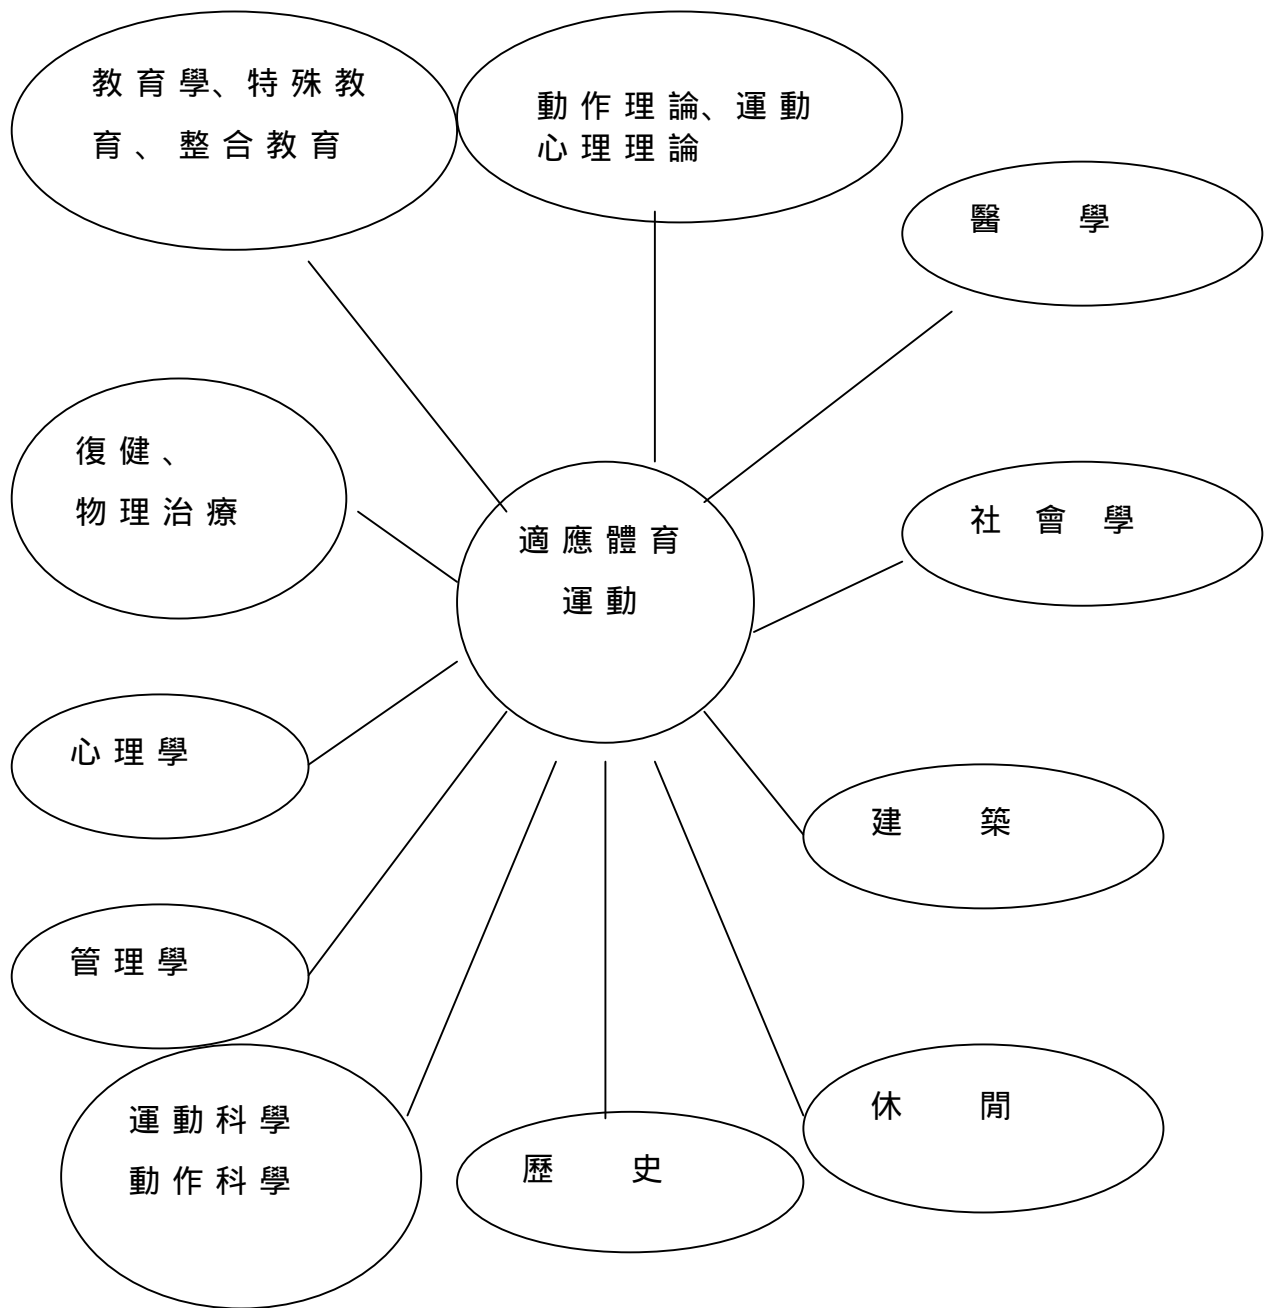 教育學、特殊教
育、整合教育
動作理論、運動
心理理論
醫學
復健、
物理治療
適應體育
運動
社會學
心理學
建築
管理學
運動科學
動作科學
歷史
休閒